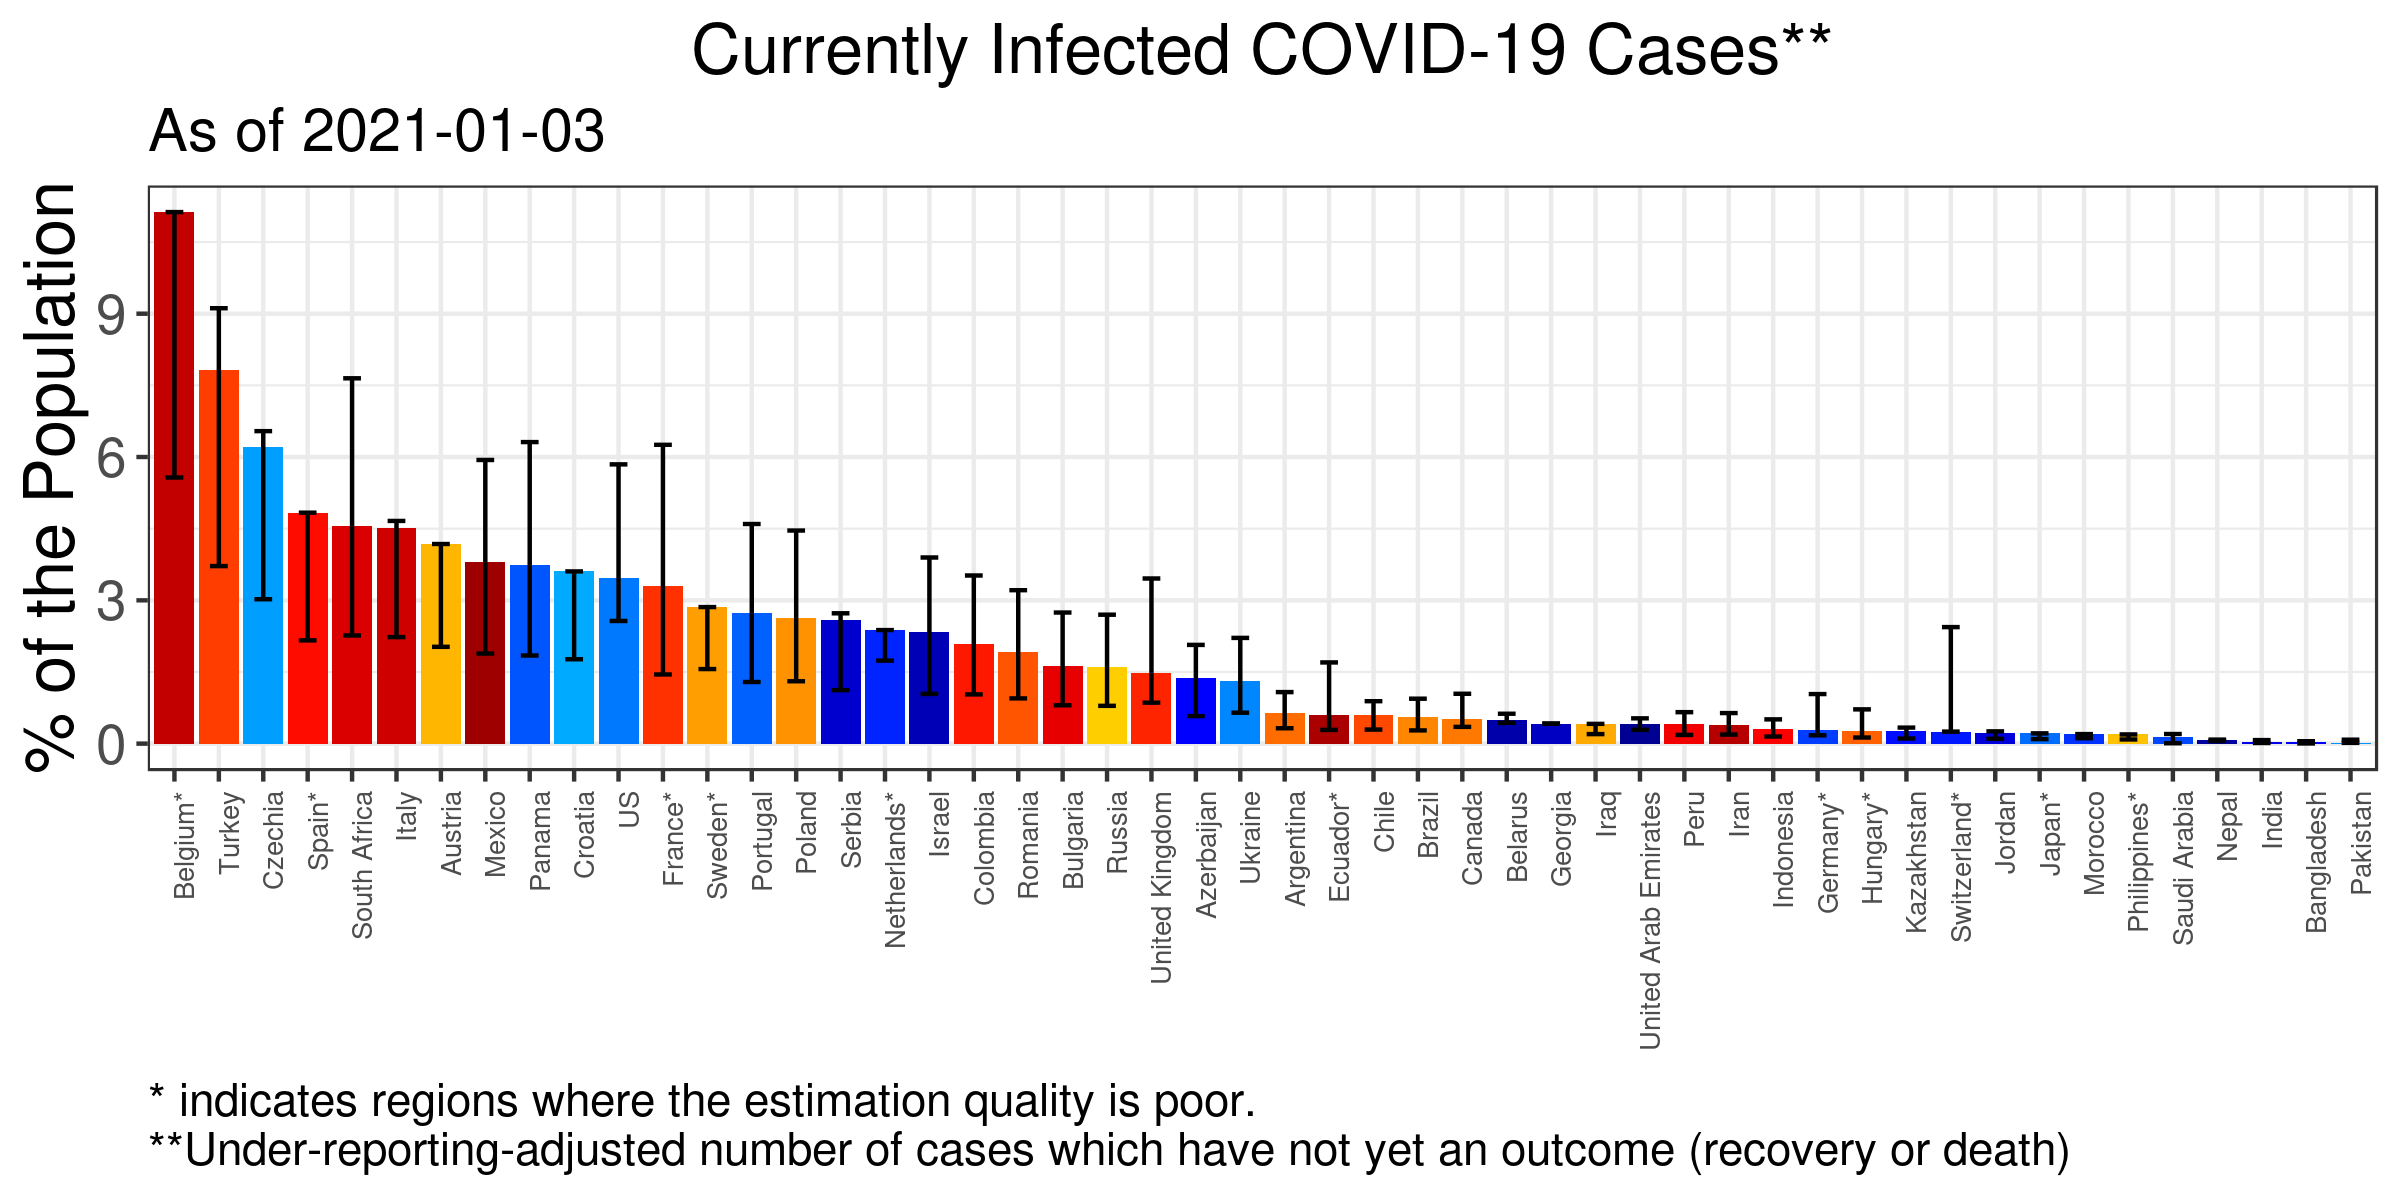 Currently Infected COVID-19 Cases**
As of 2021-01-03
% of the Population
9
6
3
0
Belgium*
Turkey
Czechia
Spain*
South Africa
Italy
Austria
Mexico
Panama
Croatia
US
France*
Sweden*
Portugal
Poland
Serbia
Netherlands*
Israel
Colombia
Romania
Bulgaria
Russia
United Kingdom
Azerbaijan
Ukraine
Argentina
Ecuador*
Chile
Brazil
Canada
Belarus
Georgia
Iraq
United Arab Emirates
Peru
Iran
Indonesia
Germany*
Hungary*
Kazakhstan
Switzerland*
Jordan
Japan*
Morocco
Philippines*
Saudi Arabia
Nepal
India
Bangladesh
Pakistan
* indicates regions where the estimation quality is poor.
**Under-reporting-adjusted number of cases which have not yet an outcome (recovery or death)